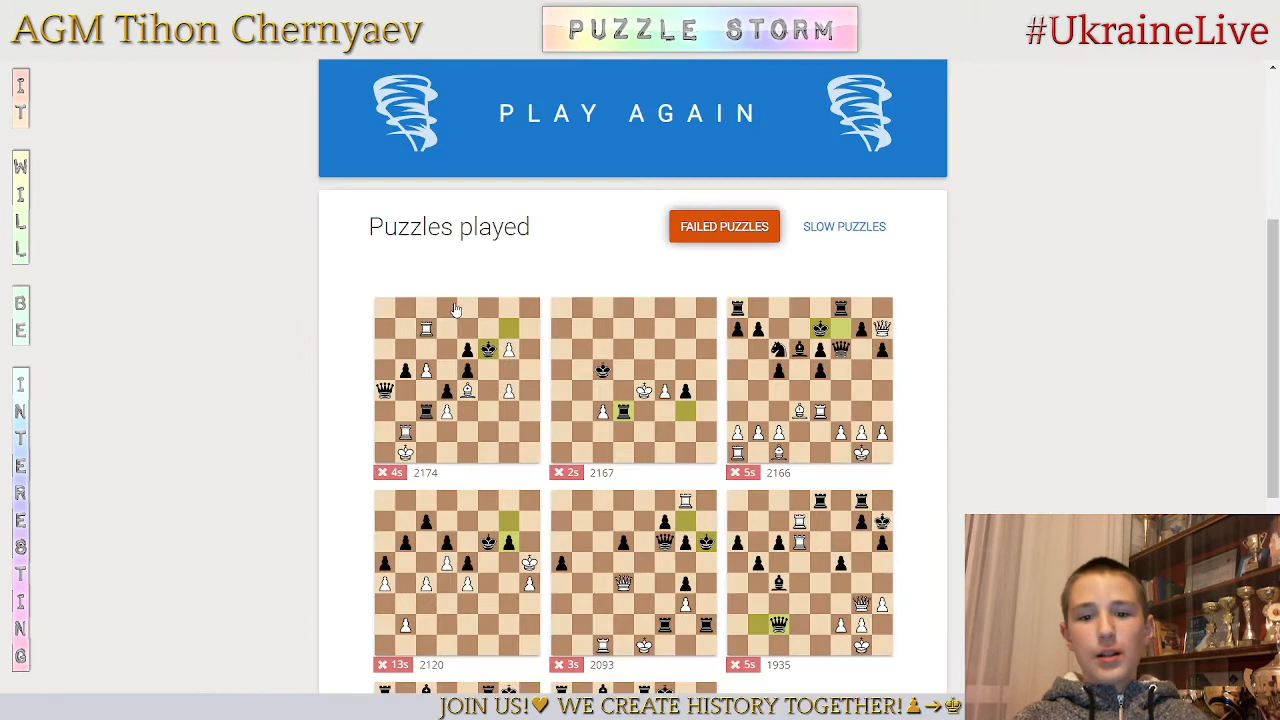 AGM Tihon Chernyaev
PUZZLE STORM
#UkraineLive
IT
WILL
BE
INTERESTING
PLAY AGAIN
Puzzles played
FAILED PUZZLES
SLOW PUZZLES
4s 2174
2s 2167
5s 2166
13s 2120
3s 2093
5s 1935
JOIN US!♥ WE CREATE HISTORY TOGETHER!♟→♚